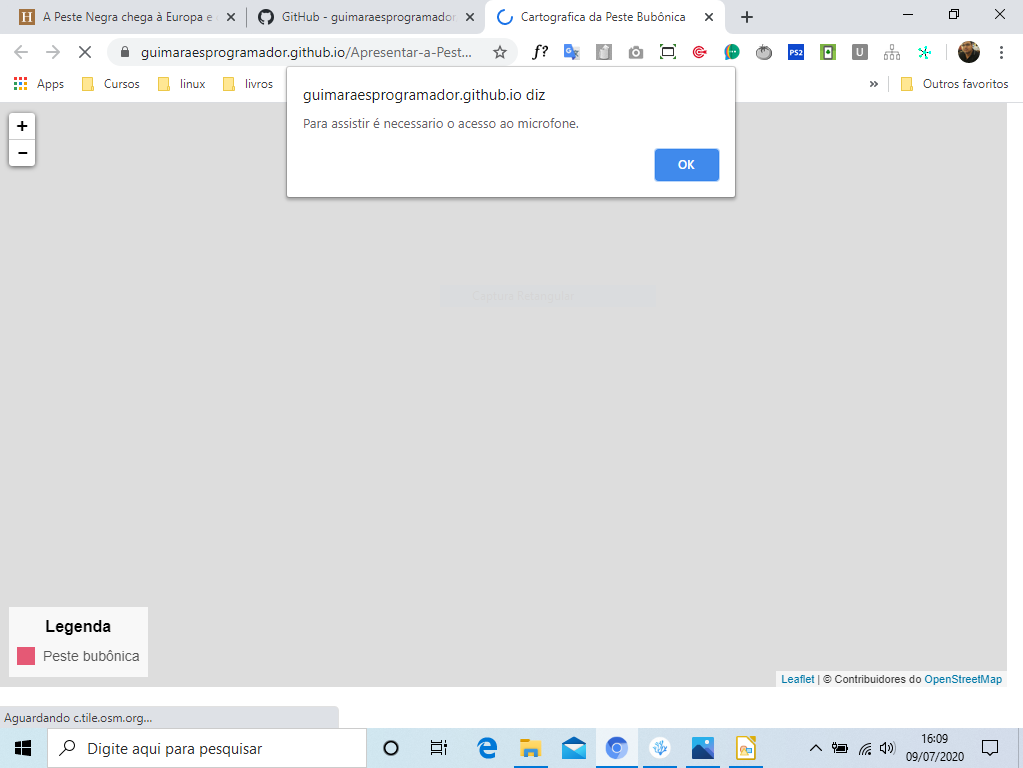 A Peste Negra chega à Europa e
GitHub - guimaraesprogramador
Cartografica da Peste Bubônica
guimaraesprogramador.github.io/Apresentar-a-Pest...
f?
PS2
U
Apps
Cursos
linux
livros
»
Outros favoritos
guimaraesprogramador.github.io diz
Para assistir é necessario o acesso ao microfone.
OK
+
−
Legenda
Peste bubônica
Leaflet | © Contribuidores do OpenStreetMap
Aguardando c.tile.osm.org...
Digite aqui para pesquisar
16:09
09/07/2020